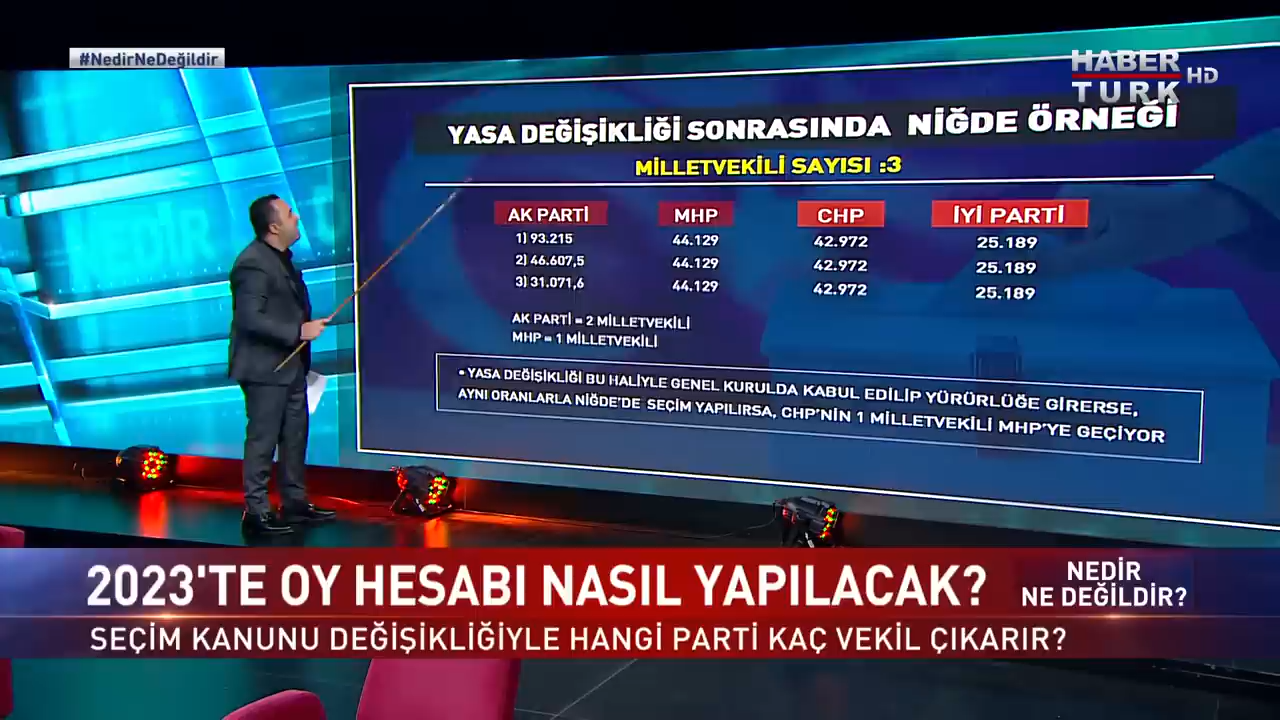 #NedirNeDeğildir
HABER
TURK HD
YASA DEĞİŞİKLİĞİ SONRASINDA NİĞDE ÖRNEĞİ
MİLLETVEKİLİ SAYISI :3
AK PARTİ MHP CHP İYİ PARTİ
1) 93.215 44.129 42.972 25.189
2) 46.607,5 44.129 42.972 25.189
3) 31.071,6 44.129 42.972 25.189
AK PARTİ = 2 MİLLETVEKİLİ
MHP = 1 MİLLETVEKİLİ
• YASA DEĞİŞİKLİĞİ BU HALİYLE GENEL KURULDA KABUL EDİLİP YÜRÜRLÜĞE GİRERSE,
AYNI ORANLARLA NİĞDE'DE SEÇİM YAPILIRSA, CHP'NİN 1 MİLLETVEKİLİ MHP'YE GEÇİYOR
2023'TE OY HESABI NASIL YAPILACAK?
NEDİR
NE DEĞİLDİR?
SEÇİM KANUNU DEĞİŞİKLİĞİYLE HANGİ PARTİ KAÇ VEKİL ÇIKARIR?